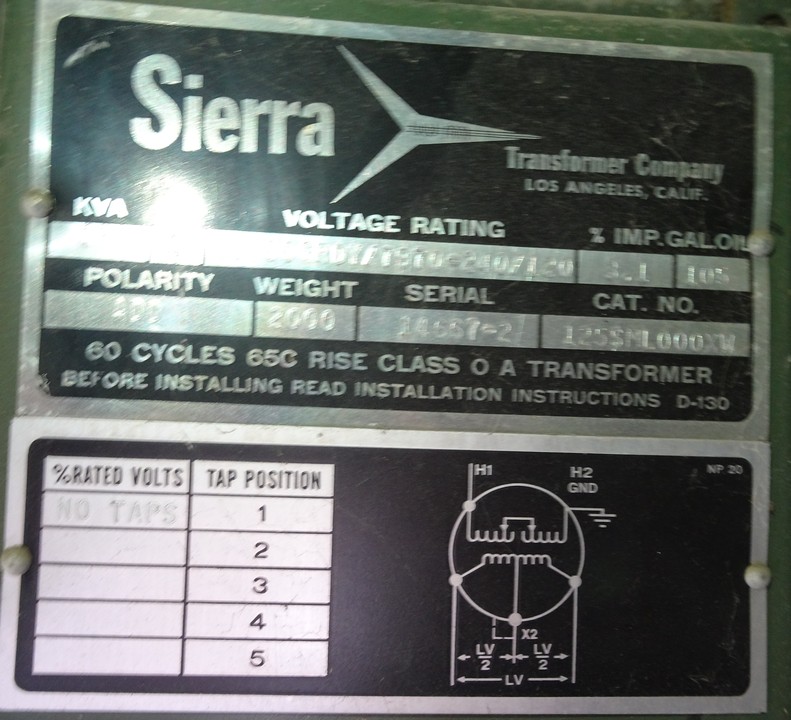 Sierra
Transformer Company
LOS ANGELES, CALIF.
KVA VOLTAGE RATING % IMP. GAL. OIL
240/120 105
POLARITY WEIGHT SERIAL CAT. NO.
2000
60 CYCLES 65C RISE CLASS O A TRANSFORMER
BEFORE INSTALLING READ INSTALLATION INSTRUCTIONS D-130
%RATED VOLTS TAP POSITION
NO TAPS 1
2
3
4
5
NP 20
H1 H2
GND
X2
LV/2 LV/2
LV